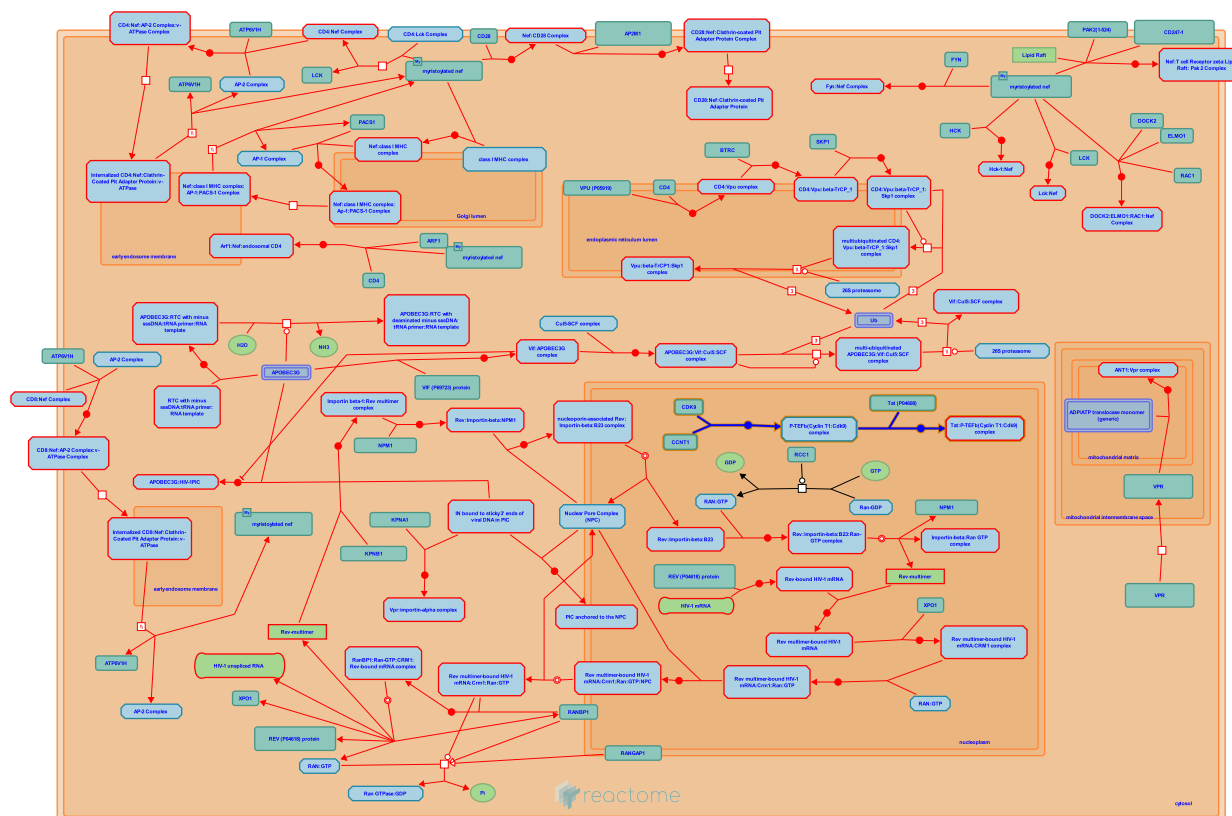 CD4:Nef:AP-2 Complex:v-
ATPase Complex
ATP6V1H
CD4:Nef Complex
CD4:Lck Complex
CD28
Nef:CD28 Complex
AP2M1
CD28:Nef:Clathrin-coated Pit
Adapter Protein Complex
PAK2(1-524)
CD247-1
LCK
myristoylated nef
ATP6V1H
AP-2 Complex
CD28:Nef:Clathrin-coated Pit
Adapter Protein
FYN
Lipid Raft
Nef:T cell Receptor zeta:Lipid
Raft: Pak 2 Complex
Fyn:Nef Complex
myristoylated nef
PACS1
AP-1 Complex
Nef:class I MHC
complex
class I MHC complex
BTRC
SKP1
HCK
DOCK2
ELMO1
Hck-1:Nef
LCK
RAC1
Internalized CD4:Nef:Clathrin-
Coated Pit Adapter Protein:v-
ATPase
Nef:class I MHC complex:
AP-1:PACS-1 Complex
Nef:class I MHC complex:
Ap-1:PACS-1 Complex
Golgi lumen
VPU (P05919)
CD4
CD4:Vpu complex
CD4:Vpu:beta-TrCP_1
CD4:Vpu:beta-TrCP_1:
Skp1 complex
Lck:Nef
DOCK2:ELMO1:RAC1:Nef
Complex
early endosome membrane
Arf1:Nef:endosomal CD4
ARF1
myristoylated nef
CD4
endoplasmic reticulum lumen
multiubiquitinated CD4:
Vpu:beta-TrCP_1:Skp1
complex
Vpu:beta-TrCP1:Skp1
complex
26S proteasome
APOBEC3G:RTC with minus
sssDNA:tRNA primer:RNA
template
H2O
NH3
APOBEC3G:RTC with
deaminated minus sssDNA:
tRNA primer:RNA template
Cul5-SCF complex
Ub
Vif:Cul5:SCF complex
ATP6V1H
AP-2 Complex
APOBEC3G
Vif:APOBEC3G
complex
APOBEC3G:Vif:Cul5:SCF
complex
multi-ubiquitinated
APOBEC3G:Vif:Cul5:SCF
complex
26S proteasome
CD8:Nef Complex
RTC with minus
sssDNA:tRNA primer:
RNA template
VIF (P69723) protein
ANT1:Vpr complex
ADP/ATP translocase monomer
(generic)
mitochondrial matrix
CD8:Nef:AP-2 Complex:v-
ATPase Complex
Importin beta-1:Rev multimer
complex
NPM1
Rev:Importin-beta:NPM1
nucleoporin-associated Rev:
Importin-beta:B23 complex
CDK9
CCNT1
P-TEFb(Cyclin T1:Cdk9)
complex
Tat (P04608)
Tat:P-TEFb(Cyclin T1:Cdk9)
complex
APOBEC3G:HIV-1PIC
GDP
RCC1
GTP
RAN:GTP
Ran-GDP
VPR
mitochondrial intermembrane space
Internalized CD8:Nef:Clathrin-
Coated Pit Adapter Protein:v-
ATPase
myristoylated nef
KPNA1
KPNB1
IN bound to sticky 3' ends of
viral DNA in PIC
Nuclear Pore Complex
(NPC)
Rev:Importin-beta:B23
Rev:Importin-beta:B23:Ran-
GTP complex
NPM1
Importin-beta:Ran GTP
complex
early endosome membrane
Vpr:importin-alpha complex
PIC anchored to the NPC
REV (P04618) protein
HIV-1 mRNA
Rev-bound HIV-1 mRNA
Rev-multimer
VPR
XPO1
ATP6V1H
Rev-multimer
HIV-1 unspliced RNA
RanBP1:Ran-GTP:CRM1:
Rev-bound mRNA complex
Rev multimer-bound HIV-1
mRNA
Rev multimer-bound HIV-1
mRNA:CRM1 complex
AP-2 Complex
XPO1
REV (P04618) protein
Rev multimer-bound HIV-1
mRNA:Crm1:Ran:GTP
Rev multimer-bound HIV-1
mRNA:Crm1:Ran:GTP:NPC
Rev multimer-bound HIV-1
mRNA:Crm1:Ran:GTP
RAN:GTP
RANBP1
RANGAP1
nucleoplasm
RAN:GTP
Ran GTPase:GDP
Pi
reactome
cytosol